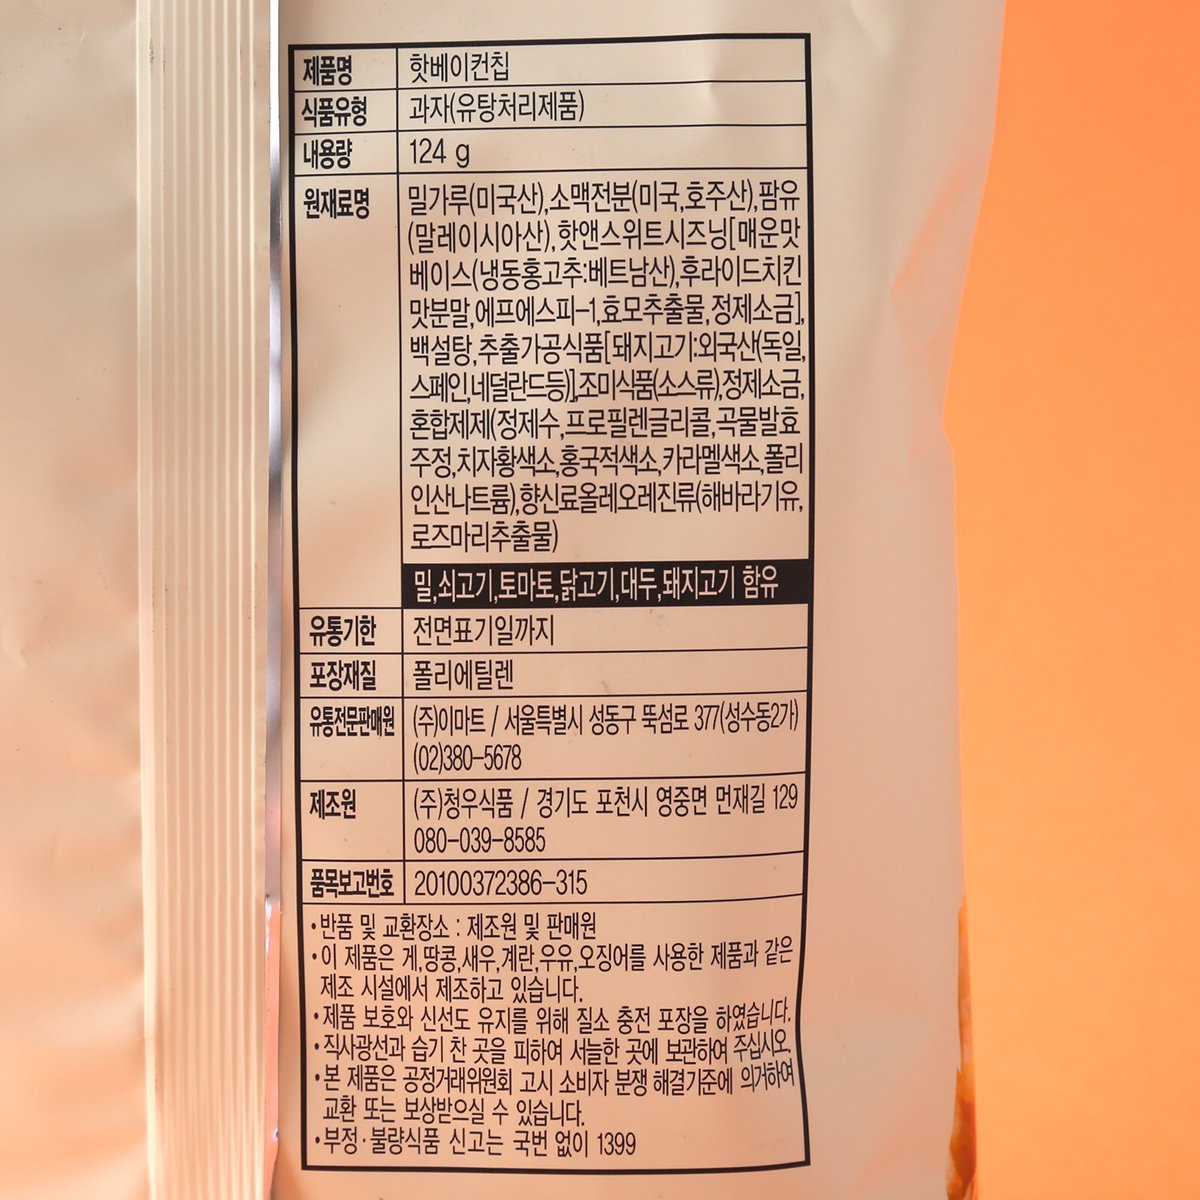 제품명 핫베이컨칩
식품유형 과자(유탕처리제품)
내용량 124 g
원재료명 밀가루(미국산),소맥전분(미국,호주산),팜유
(말레이시아산),핫앤스위트시즈닝[매운맛
베이스(냉동홍고추:베트남산),후라이드치킨
맛분말,에프에스피-1,효모추출물,정제소금],
백설탕,추출가공식품[돼지고기:외국산(독일,
스페인,네덜란드등)],조미식품(소스류),정제소금,
혼합제제(정제수,프로필렌글리콜,곡물발효
주정,치자황색소,홍국적색소,카라멜색소,폴리
인산나트륨),향신료올레오레진류(해바라기유,
로즈마리추출물)
밀,쇠고기,토마토,닭고기,대두,돼지고기 함유
유통기한 전면표기일까지
포장재질 폴리에틸렌
유통전문판매원 (주)이마트 / 서울특별시 성동구 뚝섬로 377(성수동2가)
(02)380-5678
제조원 (주)청우식품 / 경기도 포천시 영중면 먼재길 129
080-039-8585
품목보고번호 20100372386-315
•반품 및 교환장소 : 제조원 및 판매원
•이 제품은 게,땅콩,새우,계란,우유,오징어를 사용한 제품과 같은
제조 시설에서 제조하고 있습니다.
•제품 보호와 신선도 유지를 위해 질소 충전 포장을 하였습니다.
•직사광선과 습기 찬 곳을 피하여 서늘한 곳에 보관하여 주십시오.
•본 제품은 공정거래위원회 고시 소비자 분쟁 해결기준에 의거하여
교환 또는 보상받으실 수 있습니다.
•부정·불량식품 신고는 국번 없이 1399